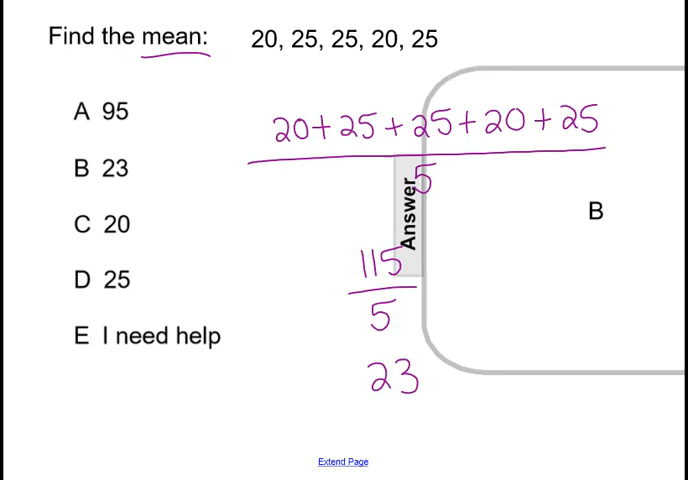 Find the mean: 20, 25, 25, 20, 25
A 95
20+25+25+20+25
B 23
5
Answer
B
C 20
115
D 25
5
E I need help
23
Extend Page